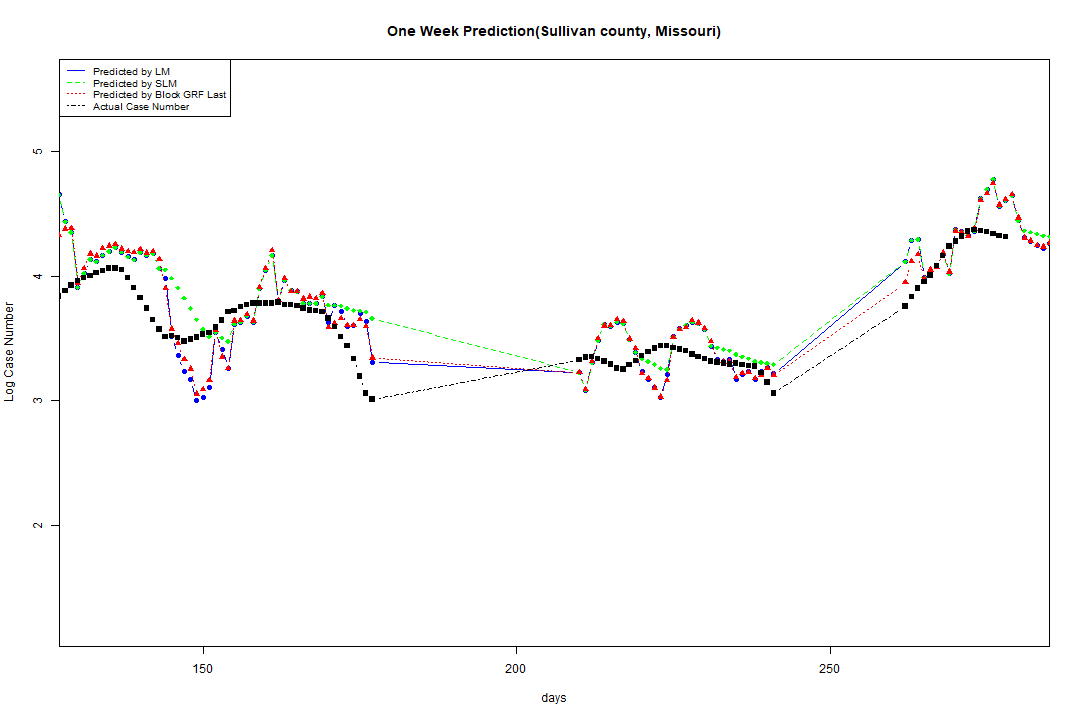 One Week Prediction(Sullivan county, Missouri)
Predicted by LM
Predicted by SLM
Predicted by Block GRF Last
Actual Case Number
Log Case Number
5
4
3
2
150
200
250
days